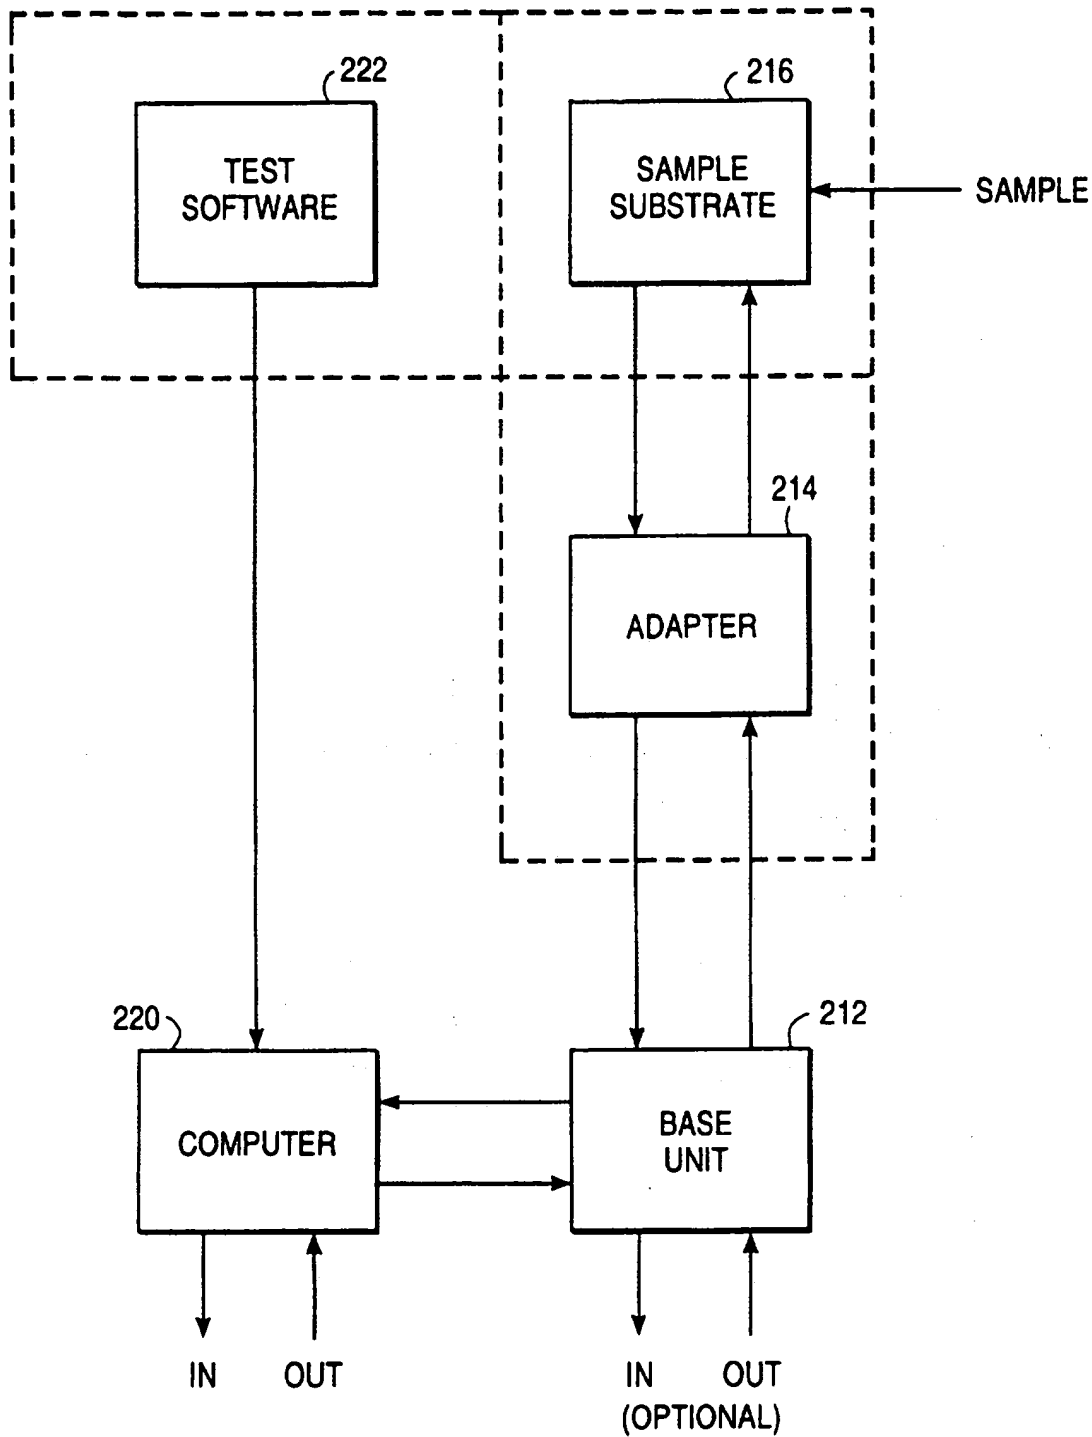 222
216
TEST
SOFTWARE
SAMPLE
SUBSTRATE
SAMPLE
214
ADAPTER
220
212
COMPUTER
BASE
UNIT
IN
OUT
IN
OUT
(OPTIONAL)